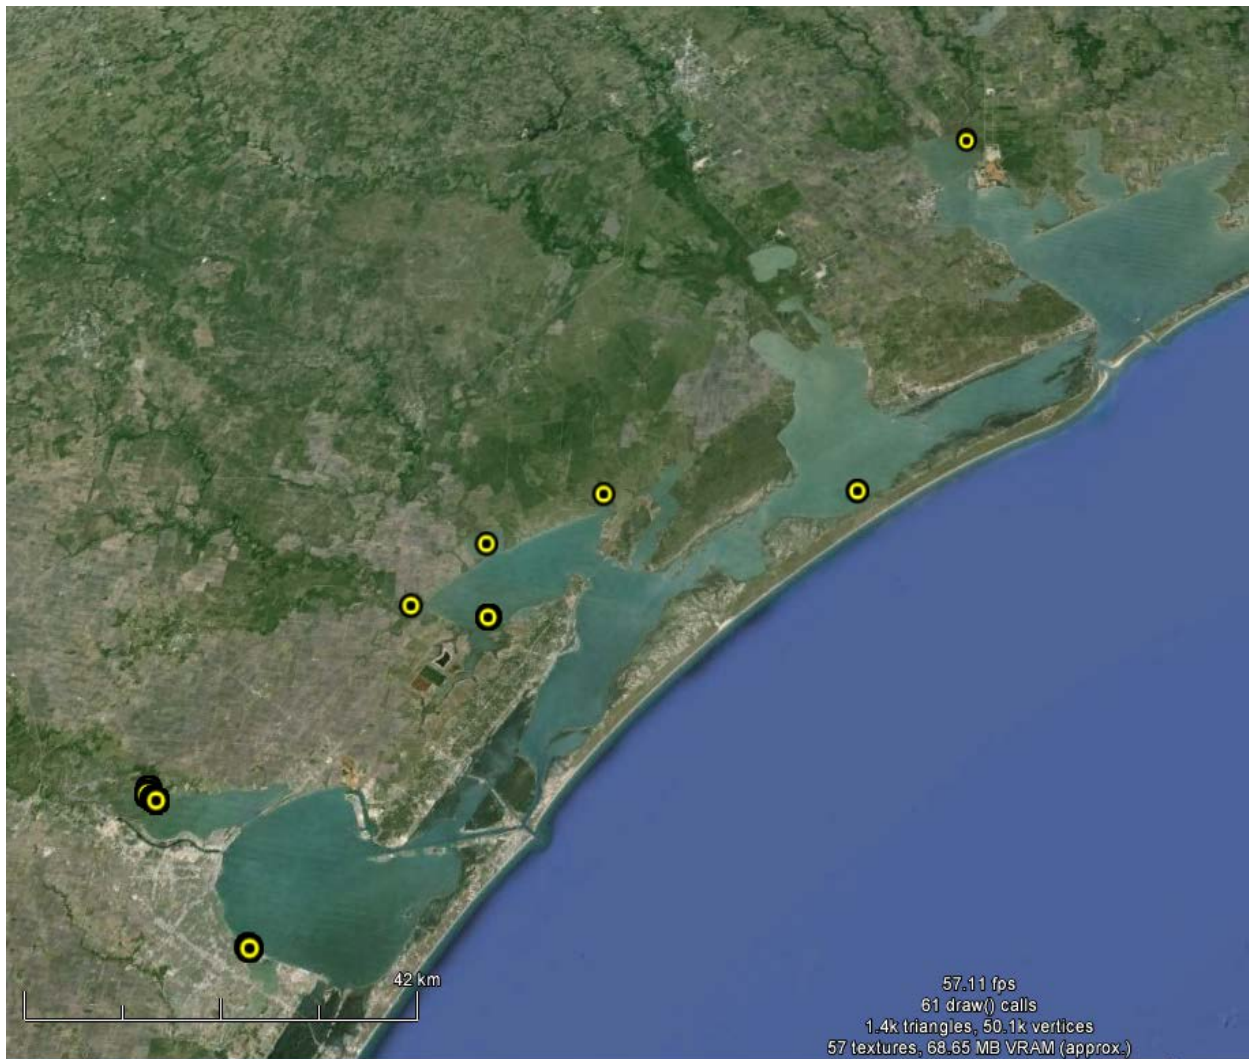 42 km
57.11 fps
61 draw() calls
1.4k triangles, 50.1k vertices
57 textures, 68.65 MB VRAM (approx.)